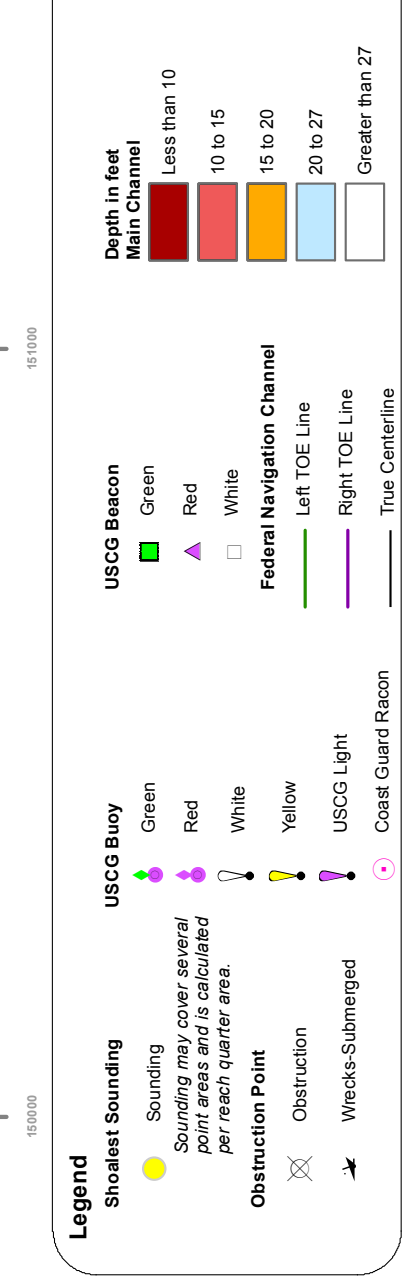 150000
151000
Legend
Shoalest Sounding
Sounding
Sounding may cover several
point areas and is calculated
per reach quarter area.
Obstruction Point
Obstruction
Wrecks-Submerged
USCG Buoy
Green
Red
White
Yellow
USCG Light
Coast Guard Racon
USCG Beacon
Green
Red
White
Federal Navigation Channel
Left TOE Line
Right TOE Line
True Centerline
Depth in feet
Main Channel
Less than 10
10 to 15
15 to 20
20 to 27
Greater than 27